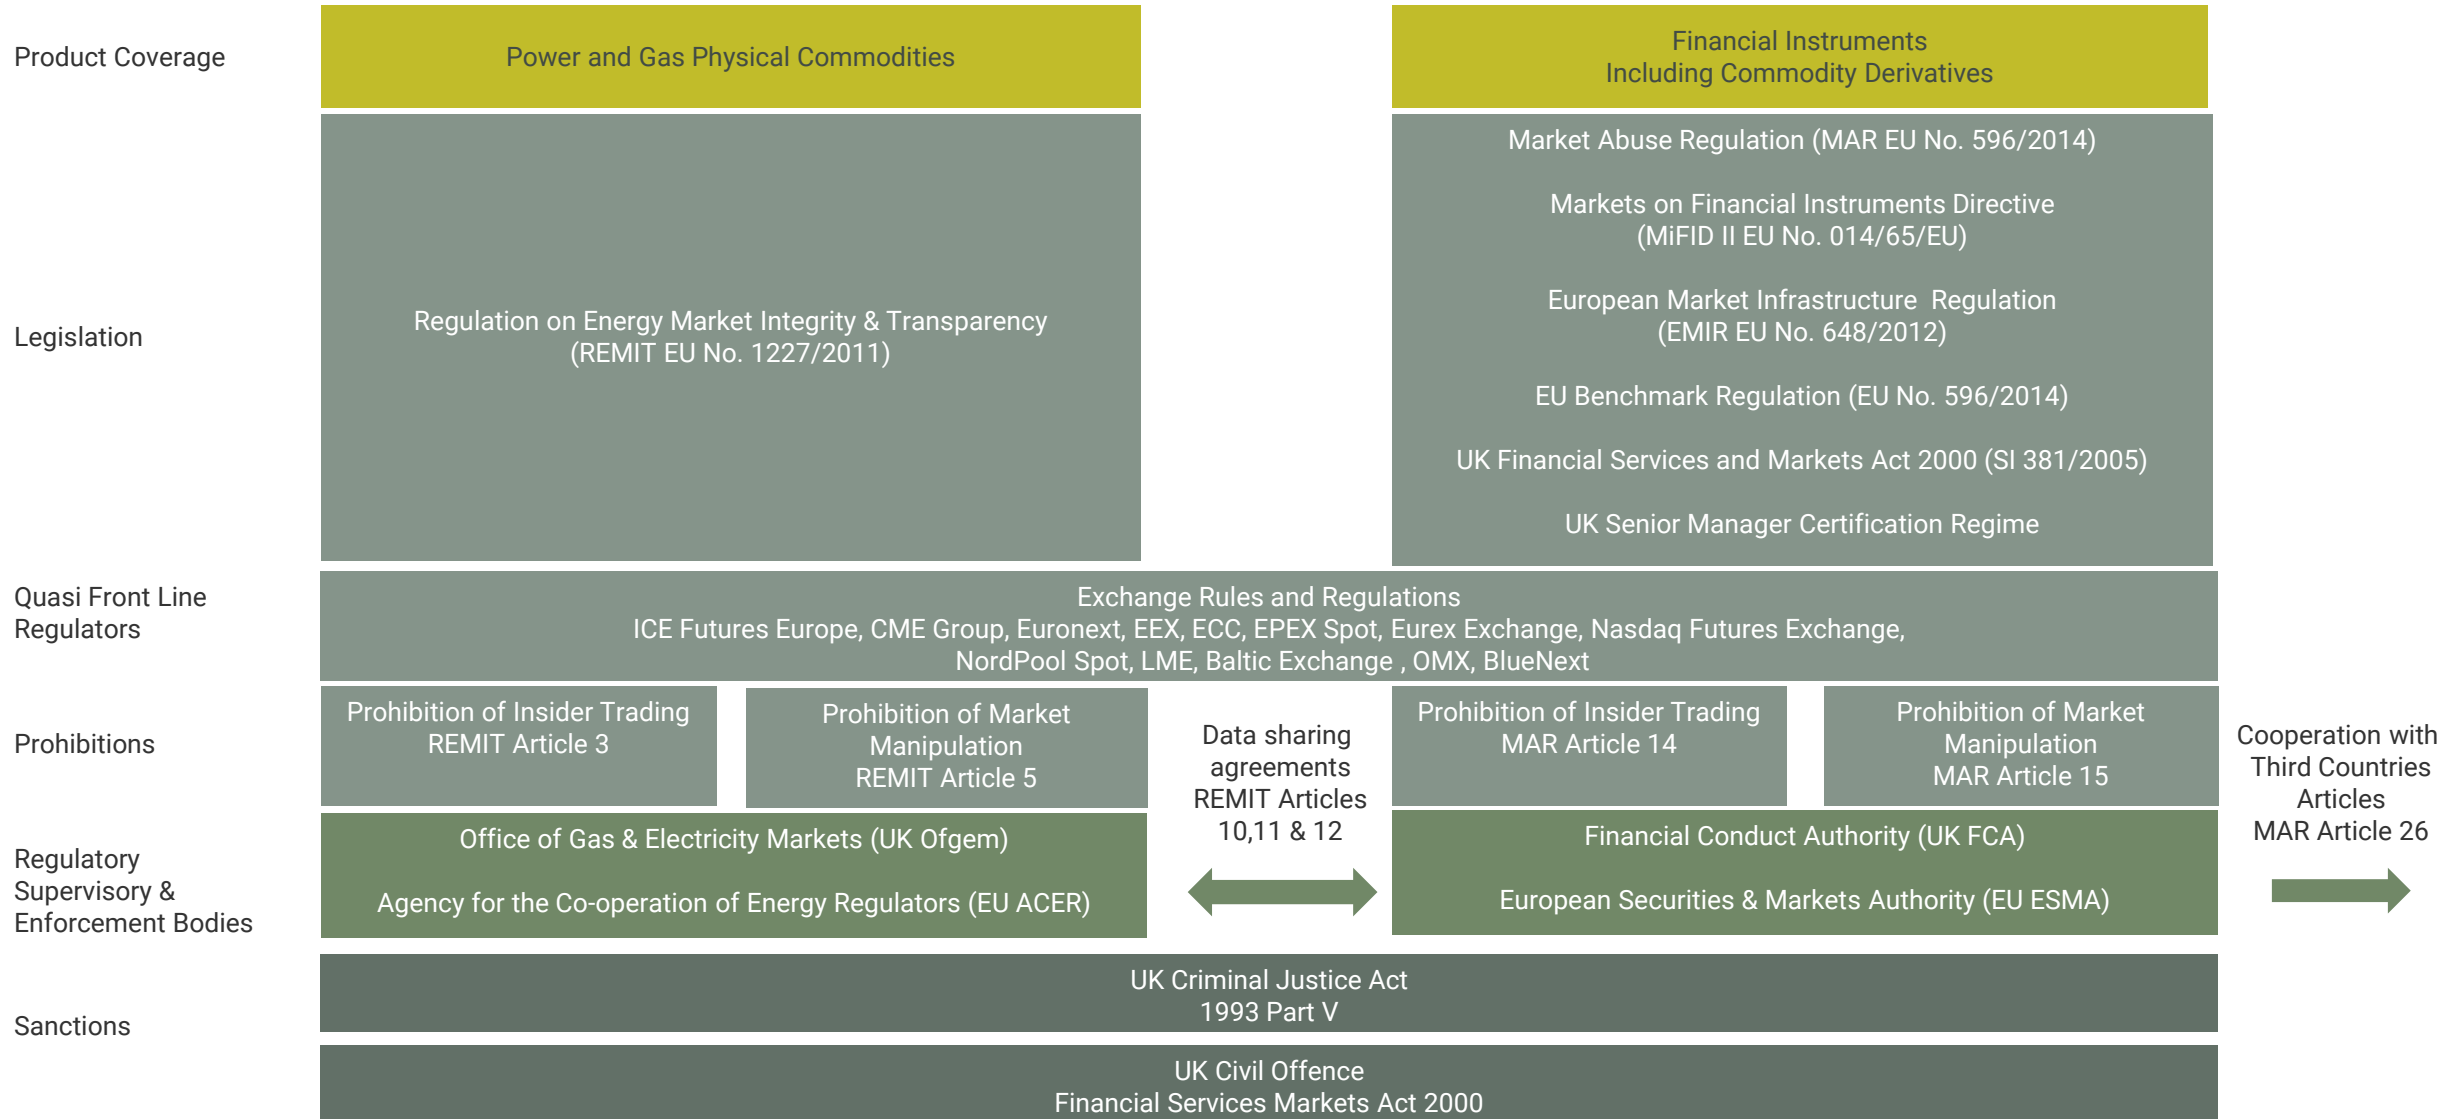 Product Coverage
Power and Gas Physical Commodities
Financial Instruments
Including Commodity Derivatives
Legislation
Regulation on Energy Market Integrity & Transparency
(REMIT EU No. 1227/2011)
Market Abuse Regulation (MAR EU No. 596/2014)
Markets on Financial Instruments Directive
(MiFID II EU No. 014/65/EU)
European Market Infrastructure Regulation
(EMIR EU No. 648/2012)
EU Benchmark Regulation (EU No. 596/2014)
UK Financial Services and Markets Act 2000 (SI 381/2005)
UK Senior Manager Certification Regime
Quasi Front Line
Regulators
Exchange Rules and Regulations
ICE Futures Europe, CME Group, Euronext, EEX, ECC, EPEX Spot, Eurex Exchange, Nasdaq Futures Exchange,
NordPool Spot, LME, Baltic Exchange , OMX, BlueNext
Prohibitions
Prohibition of Insider Trading
REMIT Article 3
Prohibition of Market
Manipulation
REMIT Article 5
Data sharing
agreements
REMIT Articles
10,11 & 12
Prohibition of Insider Trading
MAR Article 14
Prohibition of Market
Manipulation
MAR Article 15
Cooperation with
Third Countries
Articles
MAR Article 26
Regulatory
Supervisory &
Enforcement Bodies
Office of Gas & Electricity Markets (UK Ofgem)
Agency for the Co-operation of Energy Regulators (EU ACER)
Financial Conduct Authority (UK FCA)
European Securities & Markets Authority (EU ESMA)
Sanctions
UK Criminal Justice Act
1993 Part V
UK Civil Offence
Financial Services Markets Act 2000